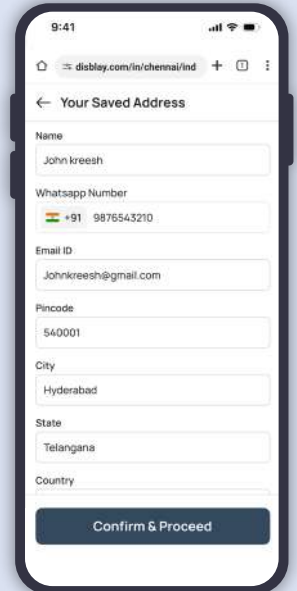 9:41
disblay.com/in/chennai/ind
1
Your Saved Address
Name
John kreesh
Whatsapp Number
+91 9876543210
Email ID
Johnkreesh@gmail.com
Pincode
540001
City
Hyderabad
State
Telangana
Country
Confirm & Proceed